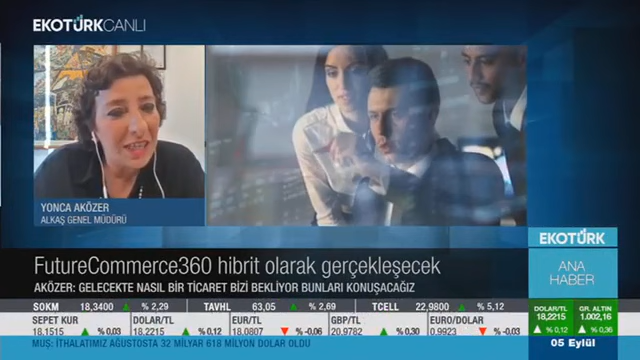 EKOTÜRK CANLI
YONCA AKÖZER
ALKAŞ GENEL MÜDÜRÜ
EKOTÜRK
ANA
HABER
FutureCommerce360 hibrit olarak gerçekleşecek
AKÖZER: GELECEKTE NASIL BİR TİCARET BİZİ BEKLİYOR BUNLARI KONUŞACAĞIZ
SOKM 18,3400 ▲ % 2,29 TAVHL 63,05 ▲ % 2,69 TCELL 22,9800 ▲ % 5,12
SEPET KUR DOLAR/TL EUR/TL GBP/TL EURO/DOLAR
18.1515 ▲ % 0,03 18.2215 ▲ % 0,12 18.0807 ▼ % -0,06 20.9782 ▲ % 0,30 0.9923 ▼ % -0,03
DOLAR/TL GR. ALTIN
18,2215 1.002,16
▲ % 0,12 ▲ % 0,36
MUŞ: İTHALATIMIZ AĞUSTOSTA 32 MİLYAR 618 MİLYON DOLAR OLDU
05 Eylül